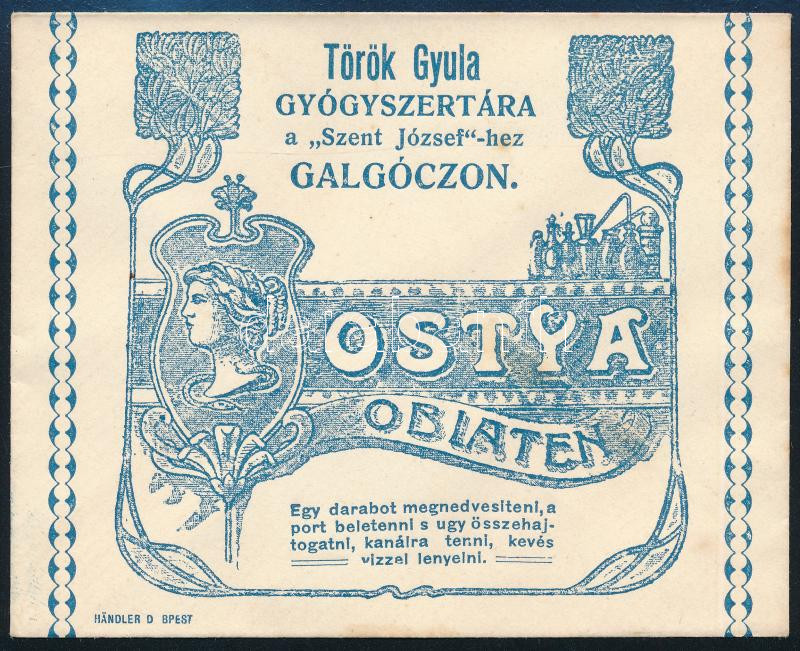 Török Gyula
GYÓGYSZERTÁRA
a „Szent József“-hez
GALGÓCZON.
OSTYA
OBLATEN
Egy darabot megnedvesiteni, a
port beletenni s ugy összehaj-
togatni, kanálra tenni, kevés
vizzel lenyelni.
HÄNDLER D BPEST